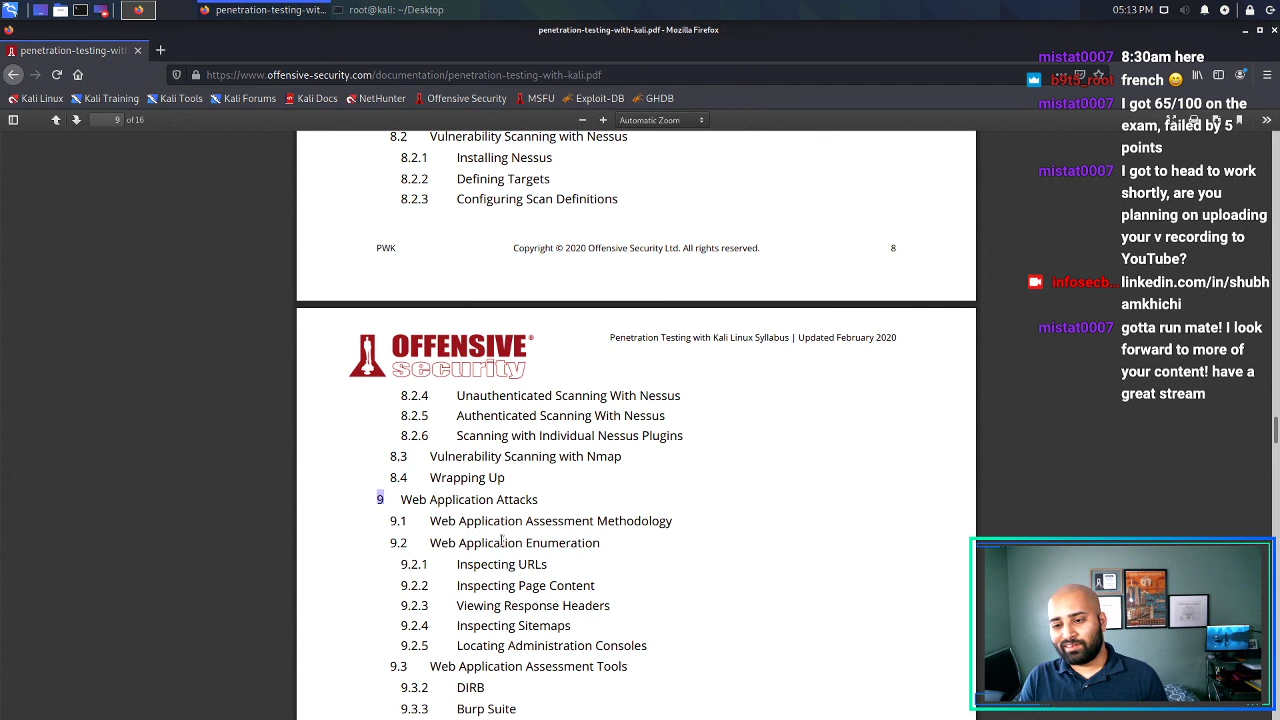 penetration-testing-wit...
root@kali: ~/Desktop
05:13 PM
penetration-testing-with-kali.pdf - Mozilla Firefox
penetration-testing-with-kali.p
https://www.offensive-security.com/documentation/penetration-testing-with-kali.pdf
Kali Linux
Kali Training
Kali Tools
Kali Forums
Kali Docs
NetHunter
Offensive Security
MSFU
Exploit-DB
GHDB
9 of 16
Automatic Zoom
8.2 Vulnerability Scanning with Nessus
8.2.1 Installing Nessus
8.2.2 Defining Targets
8.2.3 Configuring Scan Definitions
PWK Copyright © 2020 Offensive Security Ltd. All rights reserved. 8
OFFENSIVE®
security
Penetration Testing with Kali Linux Syllabus | Updated February 2020
8.2.4 Unauthenticated Scanning With Nessus
8.2.5 Authenticated Scanning With Nessus
8.2.6 Scanning with Individual Nessus Plugins
8.3 Vulnerability Scanning with Nmap
8.4 Wrapping Up
9 Web Application Attacks
9.1 Web Application Assessment Methodology
9.2 Web Application Enumeration
9.2.1 Inspecting URLs
9.2.2 Inspecting Page Content
9.2.3 Viewing Response Headers
9.2.4 Inspecting Sitemaps
9.2.5 Locating Administration Consoles
9.3 Web Application Assessment Tools
9.3.2 DIRB
9.3.3 Burp Suite
mistat0007 8:30am here
b9t5_root french 😊
mistat0007 I got 65/100 on the
exam, failed by 5
points
mistat0007 I got to head to work
shortly, are you
planning on uploading
your v recording to
YouTube?
infosecb... linkedin.com/in/shubh
amkhichi
mistat0007 gotta run mate! I look
forward to more of
your content! have a
great stream